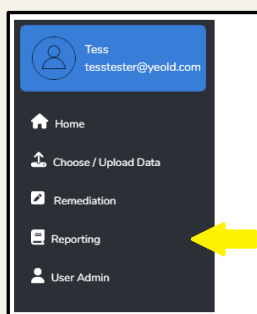 Tess
tesstester@yeold.com
Home
Choose / Upload Data
Remediation
Reporting
User Admin